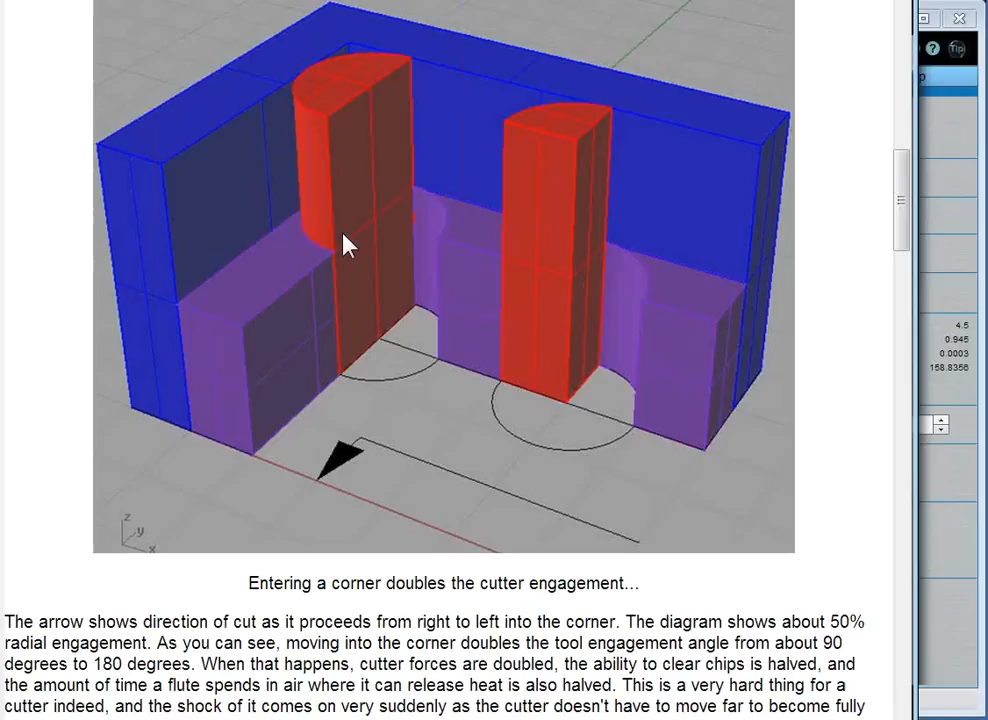 ?
Tip
p
4.5
0.945
0.0003
158.8356
z
y
x
Entering a corner doubles the cutter engagement...
The arrow shows direction of cut as it proceeds from right to left into the corner. The diagram shows about 50%
radial engagement. As you can see, moving into the corner doubles the tool engagement angle from about 90
degrees to 180 degrees. When that happens, cutter forces are doubled, the ability to clear chips is halved, and
the amount of time a flute spends in air where it can release heat is also halved. This is a very hard thing for a
cutter indeed, and the shock of it comes on very suddenly as the cutter doesn't have to move far to become fully